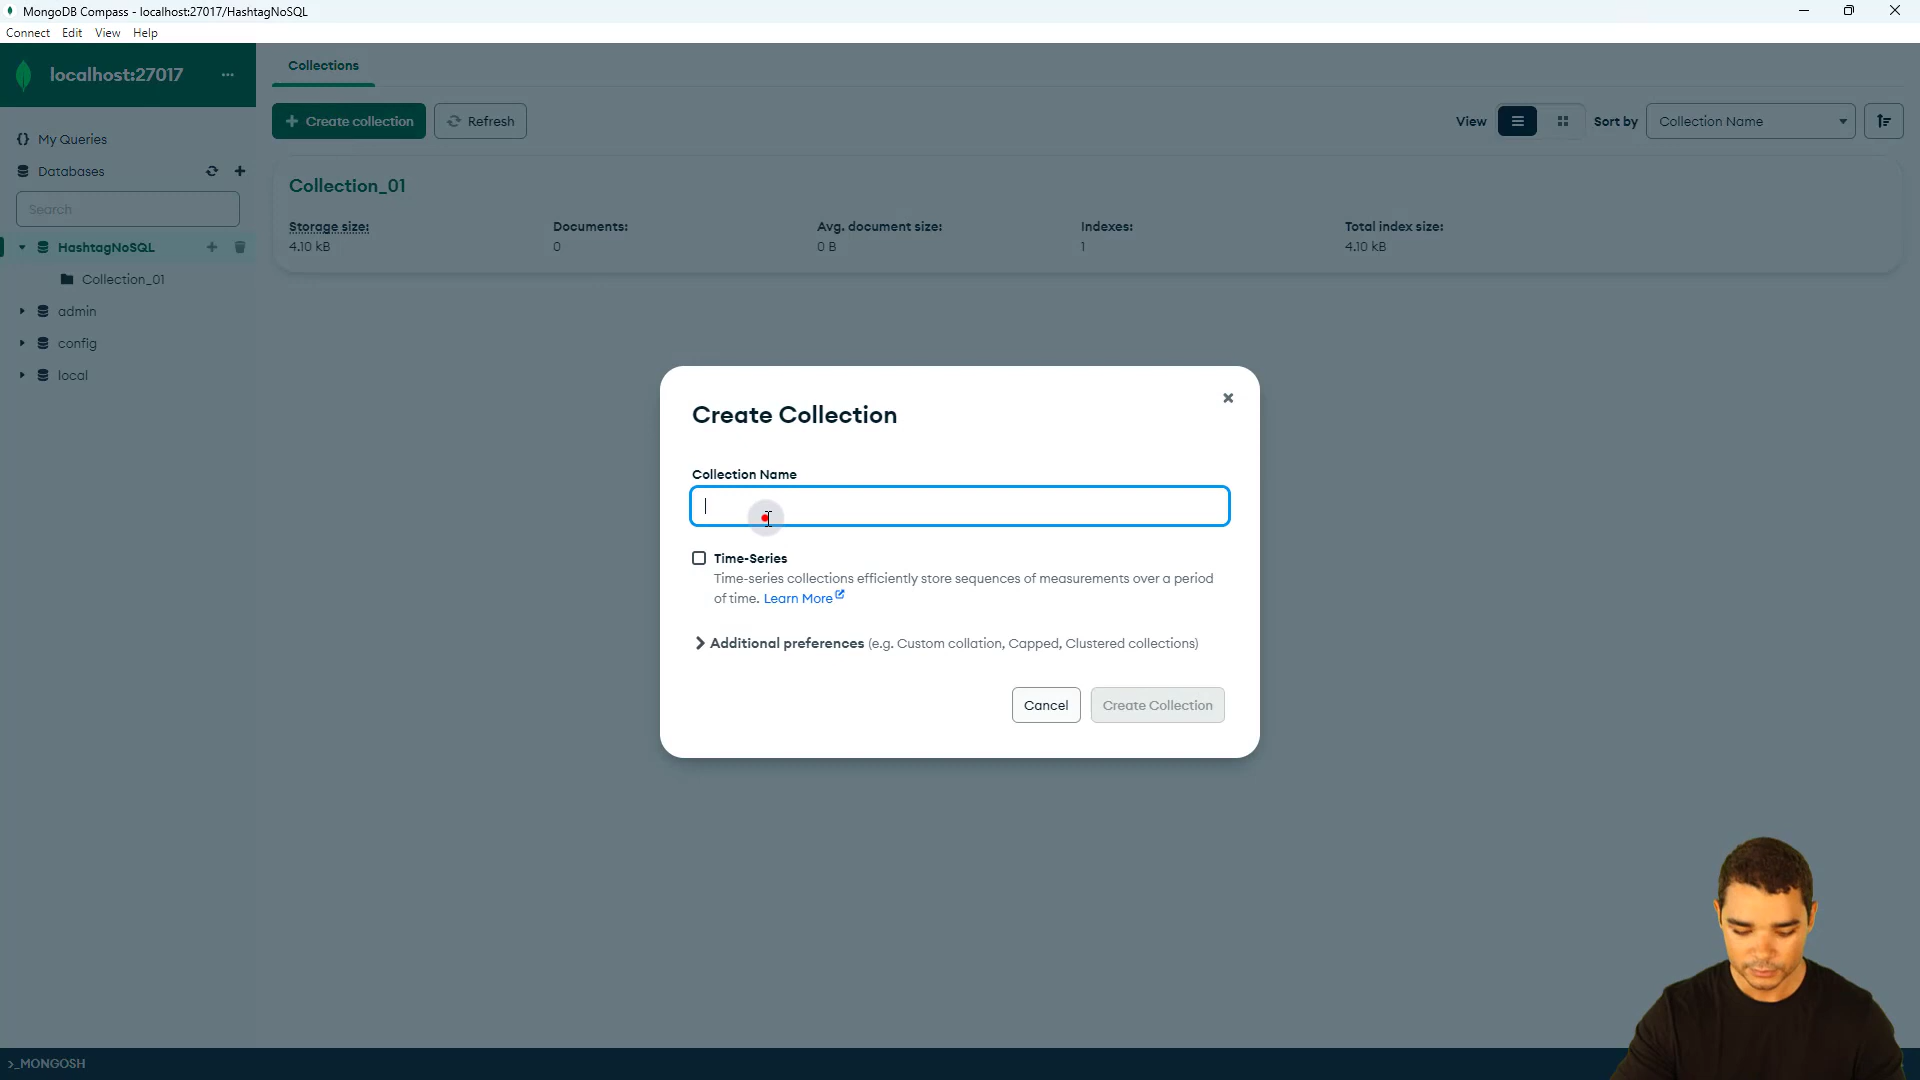 MongoDB Compass - localhost:27017/HashtagNoSQL
Connect Edit View Help
localhost:27017
Collections
Create collection
Refresh
View
Sort by
Collection Name
{} My Queries
Databases
Search
HashtagNoSQL
Collection_01
admin
config
local
Collection_01
Storage size: Documents: Avg. document size: Indexes: Total index size:
4.10 kB 0 0 B 1 4.10 kB
Create Collection
Collection Name
Time-Series
Time-series collections efficiently store sequences of measurements over a period
of time. Learn More
Additional preferences (e.g. Custom collation, Capped, Clustered collections)
Cancel
Create Collection
>_MONGOSH